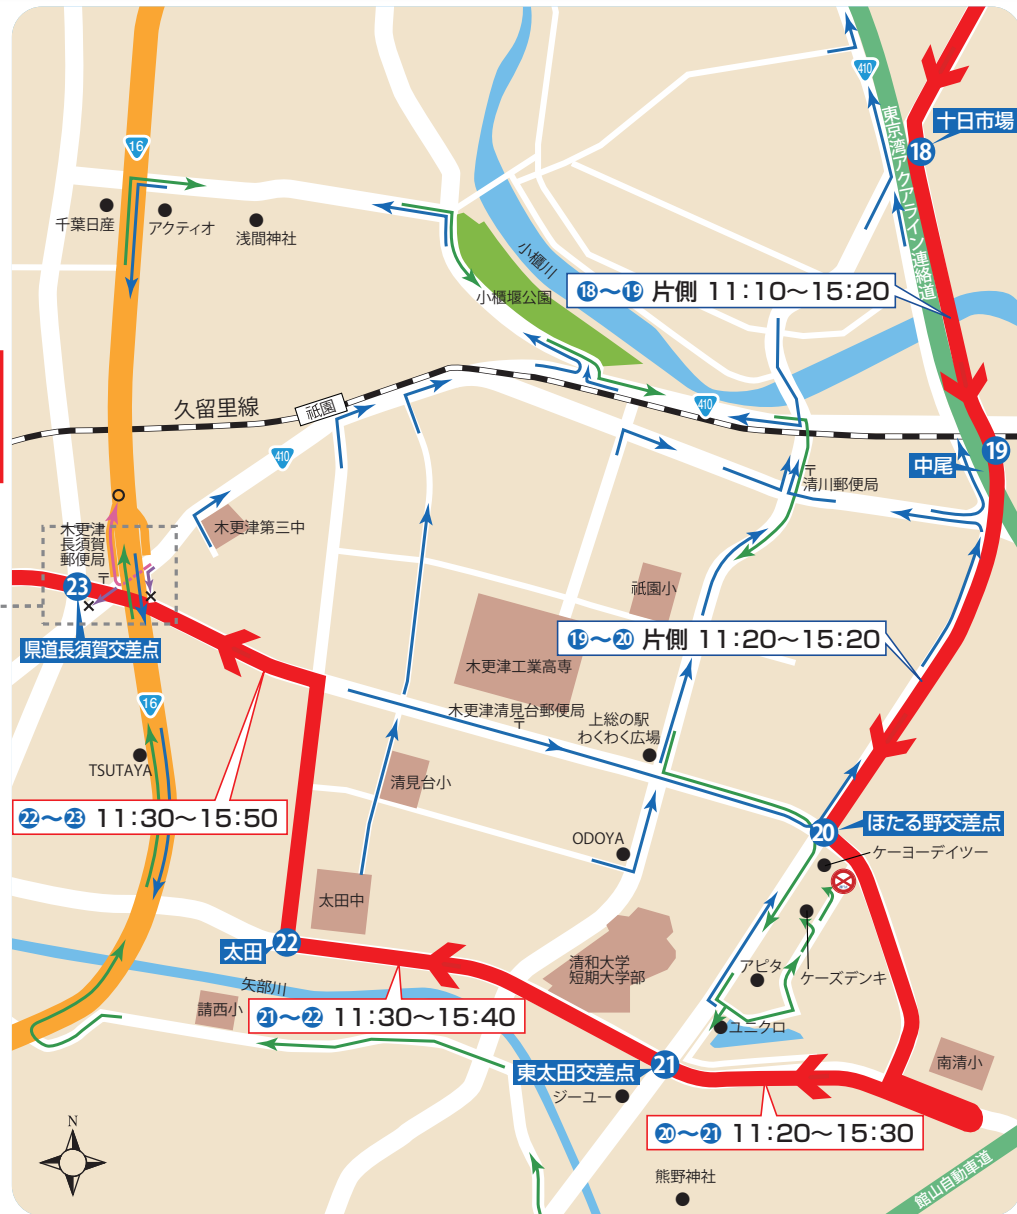 410
東京湾アクアライン連絡道
十日市場
18
16
千葉日産
アクティオ
浅間神社
小櫃川
小櫃堰公園
18〜19 片側 11:10〜15:20
久留里線
祇園
410
410
19
中尾
〒
清川郵便局
木更津第三中
木更津
長須賀
郵便局
〒
23
県道長須賀交差点
祇園小
19〜20 片側 11:20〜15:20
木更津工業高専
16
木更津清見台郵便局
〒
上総の駅
わくわく広場
TSUTAYA
清見台小
22〜23 11:30〜15:50
20
ほたる野交差点
ODOYA
ケーヨーデイツー
太田中
太田
22
清和大学
短期大学部
アピタ
ケーズデンキ
矢部川
請西小
21〜22 11:30〜15:40
ユニクロ
東太田交差点
21
南清小
ジーユー
20〜21 11:20〜15:30
N
熊野神社
館山自動車道